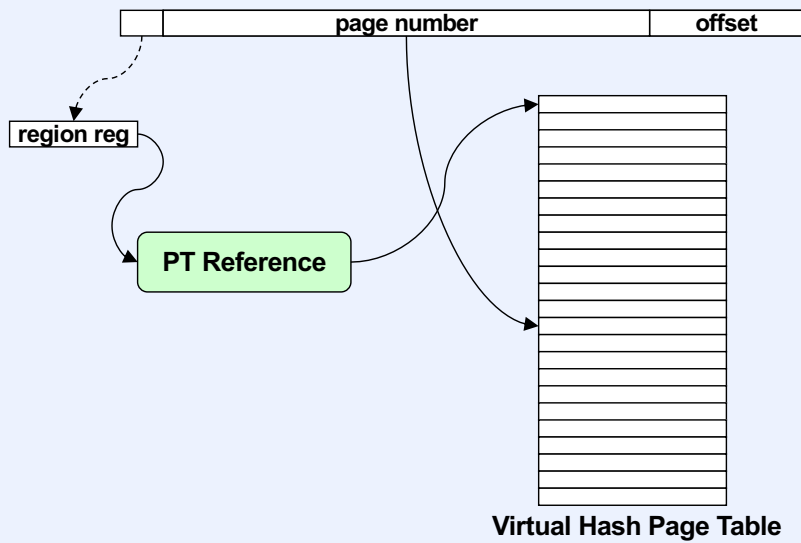 page number offset
region reg
PT Reference
Virtual Hash Page Table